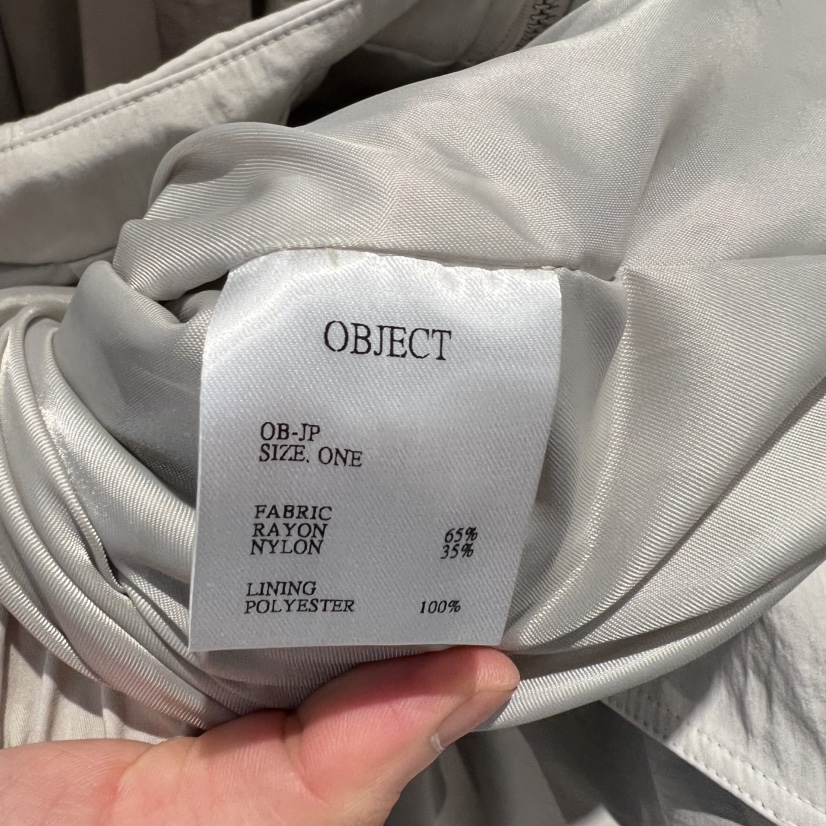 OBJECT
OB-JP
SIZE. ONE
FABRIC
RAYON 65%
NYLON 35%
LINING
POLYESTER 100%